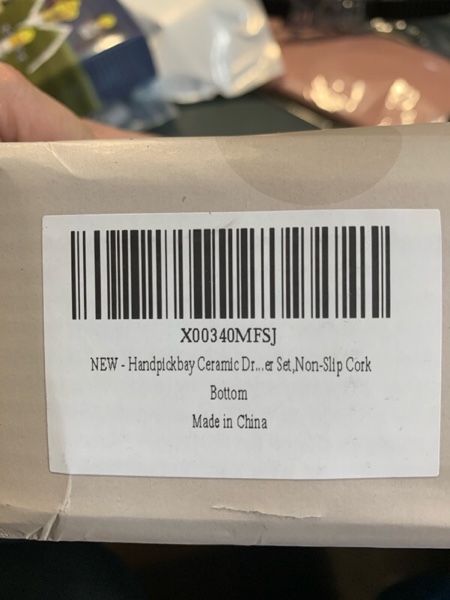 X00340MFSJ
NEW - Handpickbay Ceramic Dr...er Set,Non-Slip Cork
Bottom
Made in China